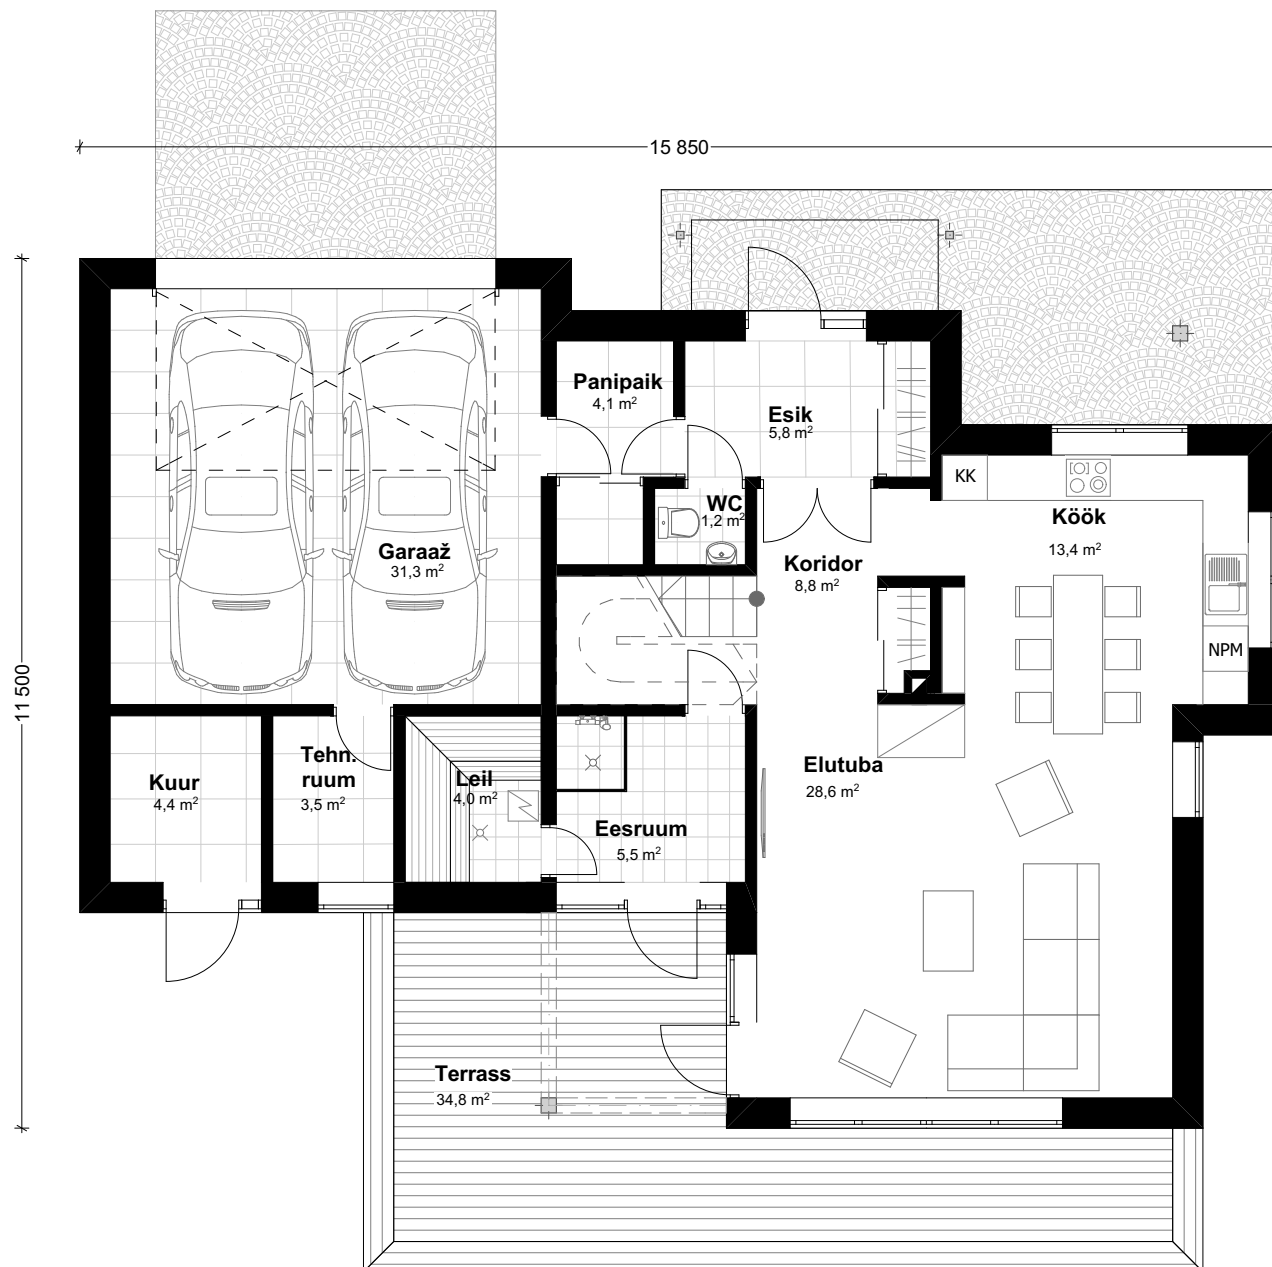 15 850
Panipaik
4,1 m²
Esik
5,8 m²
KK
WC
1,2 m²
Köök
13,4 m²
Garaaž
31,3 m²
Koridor
8,8 m²
NPM
11 500
Tehn.
ruum
3,5 m²
Kuur
4,4 m²
Leil
4,0 m²
Elutuba
28,6 m²
Eesruum
5,5 m²
Terrass
34,8 m²